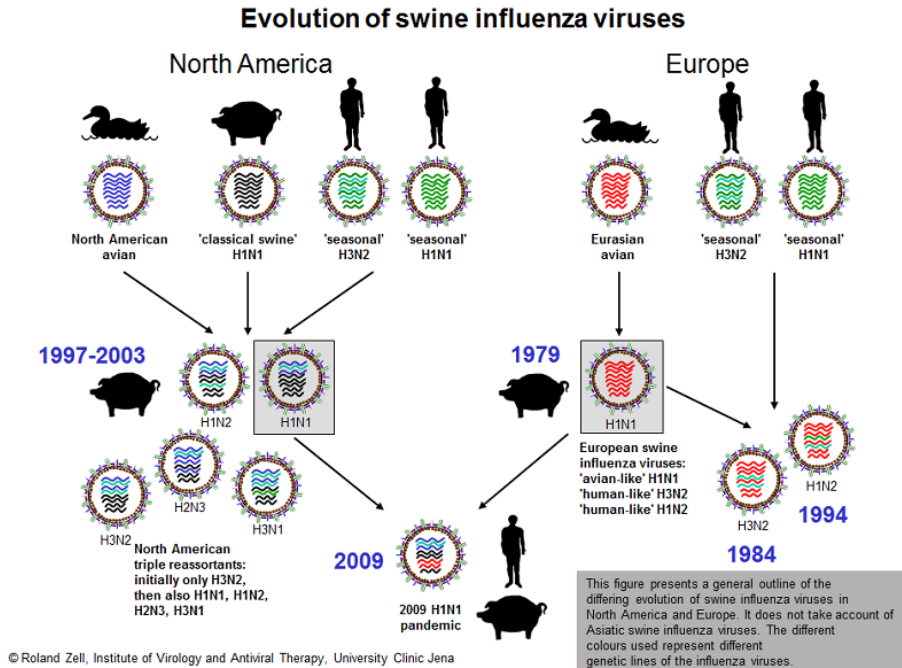 Evolution of swine influenza viruses
North America
Europe
North American
avian
'classical swine'
H1N1
'seasonal'
H3N2
'seasonal'
H1N1
Eurasian
avian
'seasonal'
H3N2
'seasonal'
H1N1
1997-2003
H1N2
H1N1
H2N3
H3N2
H3N1
North American
triple reassortants:
initially only H3N2,
then also H1N1, H1N2,
H2N3, H3N1
1979
H1N1
European swine
influenza viruses:
'avian-like' H1N1
'human-like' H3N2
'human-like' H1N2
H1N2
1994
H3N2
1984
2009
2009 H1N1
pandemic
This figure presents a general outline of the
differing evolution of swine influenza viruses in
North America and Europe. It does not take account of
Asiatic swine influenza viruses. The different
colours used represent different
genetic lines of the influenza viruses.
© Roland Zell, Institute of Virology and Antiviral Therapy, University Clinic Jena